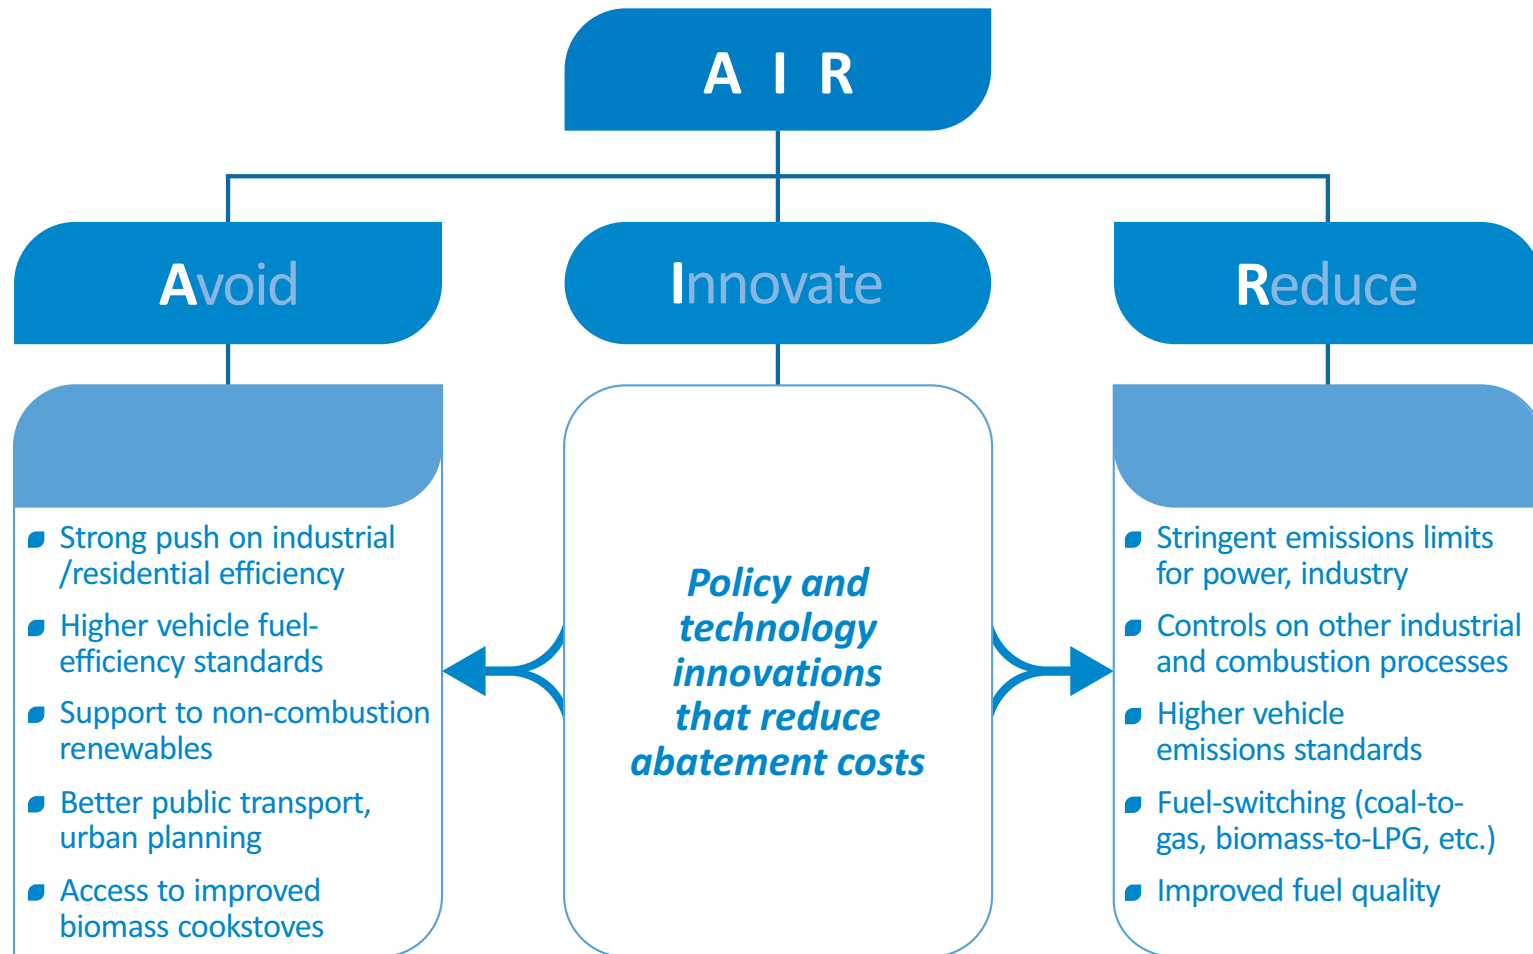 A I R
Avoid
Innovate
Reduce
Strong push on industrial
/residential efficiency
Higher vehicle fuel-
efficiency standards
Support to non-combustion
renewables
Better public transport,
urban planning
Access to improved
biomass cookstoves
Policy and
technology
innovations
that reduce
abatement costs
Stringent emissions limits
for power, industry
Controls on other industrial
and combustion processes
Higher vehicle
emissions standards
Fuel-switching (coal-to-
gas, biomass-to-LPG, etc.)
Improved fuel quality